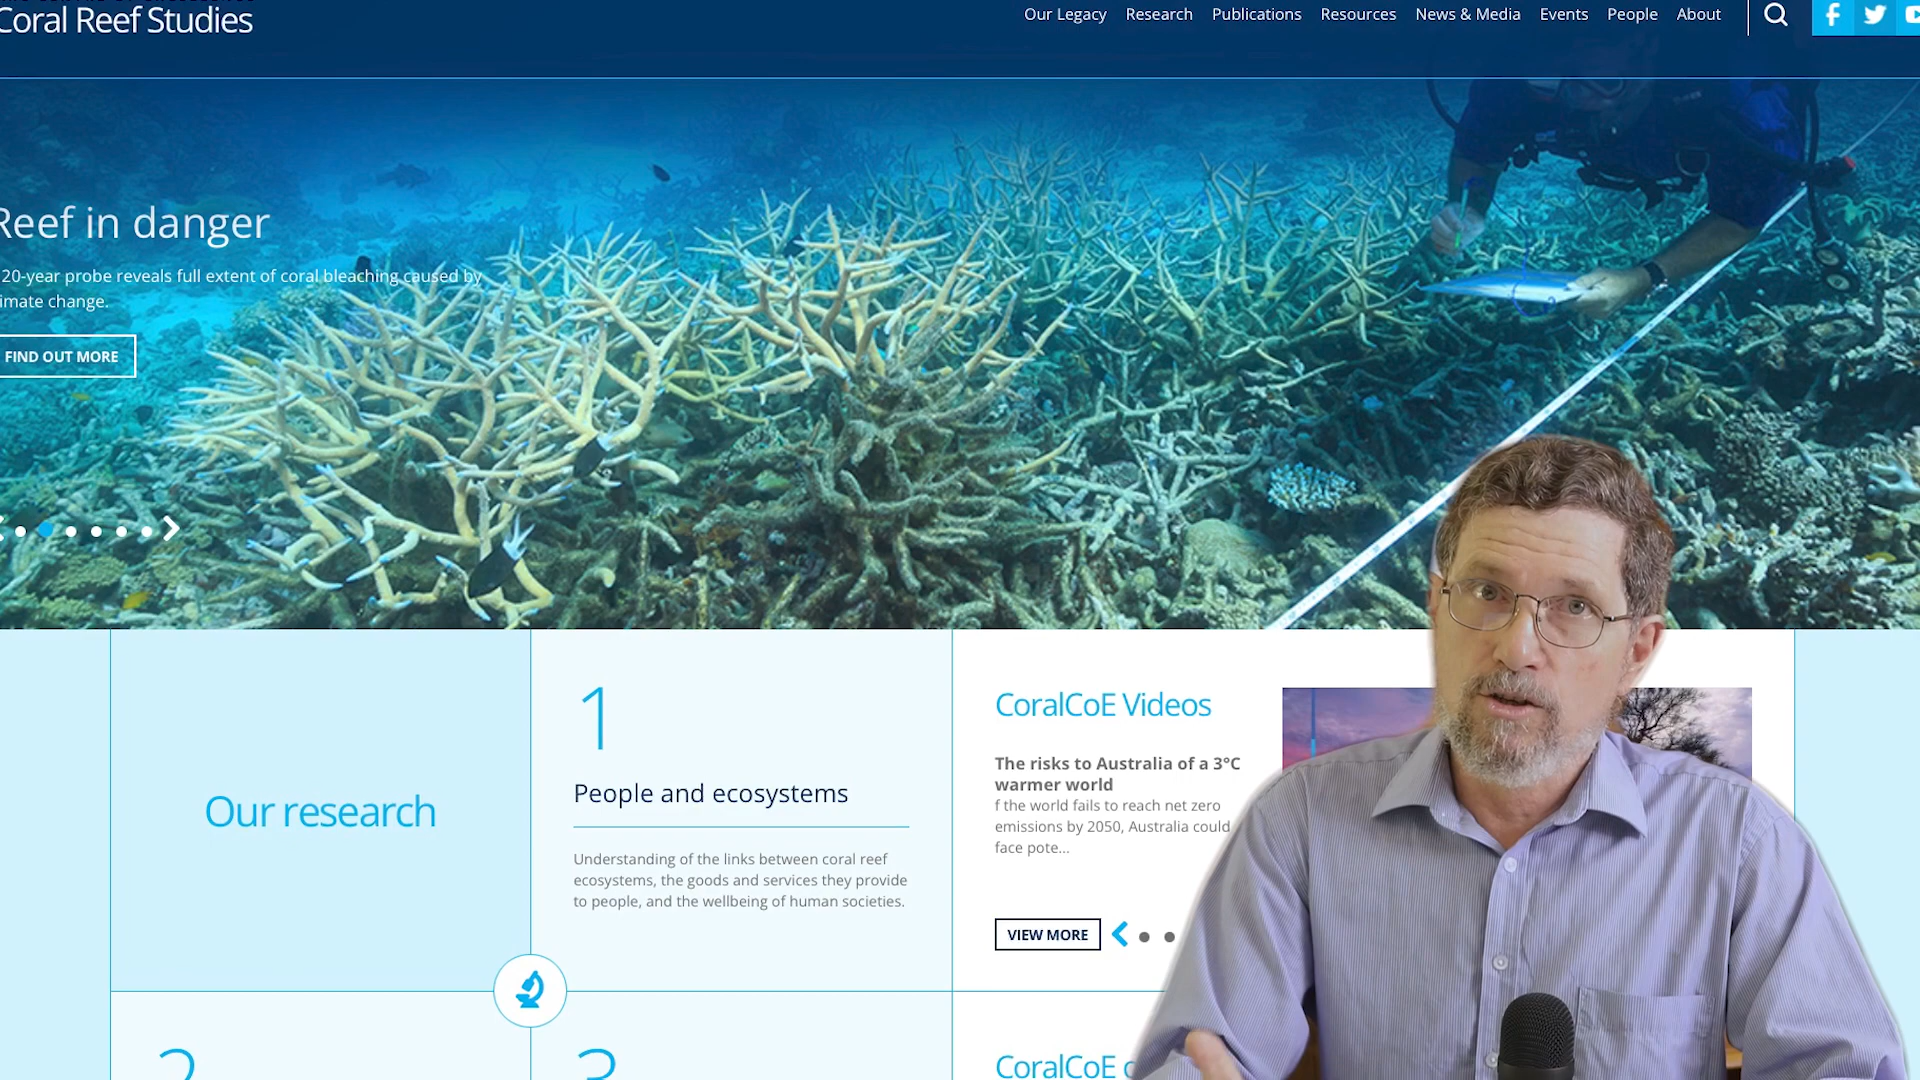 Coral Reef Studies
Our Legacy Research Publications Resources News & Media Events People About
Reef in danger
20-year probe reveals full extent of coral bleaching caused by
imate change.
FIND OUT MORE
Our research
1
People and ecosystems
Understanding of the links between coral reef
ecosystems, the goods and services they provide
to people, and the wellbeing of human societies.
CoralCoE Videos
The risks to Australia of a 3°C
warmer world
f the world fails to reach net zero
emissions by 2050, Australia could
face pote...
VIEW MORE
2
3
CoralCoE